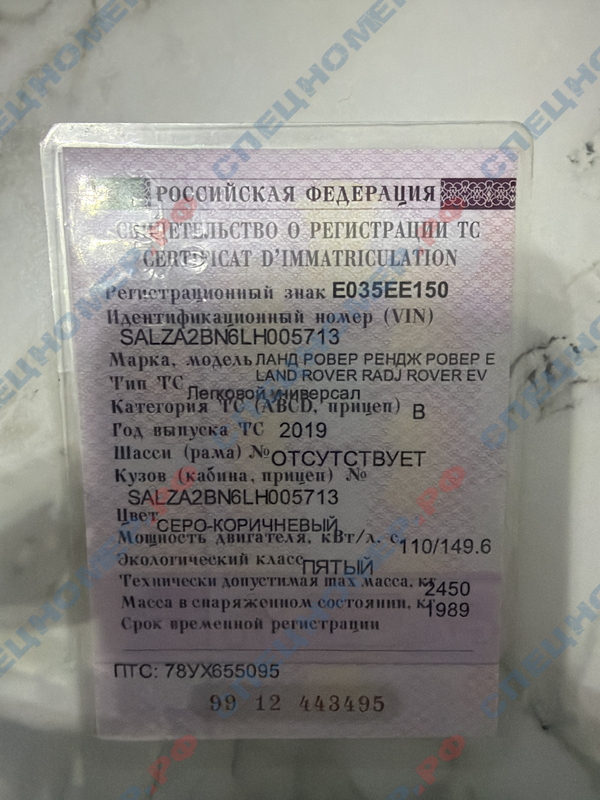 РОССИЙСКАЯ ФЕДЕРАЦИЯ
СВИДЕТЕЛЬСТВО О РЕГИСТРАЦИИ ТС
CERTIFICAT D'IMMATRICULATION
Регистрационный знак Е035ЕЕ150
Идентификационный номер (VIN)
SALZA2BN6LH005713
Марка, модель ЛАНД РОВЕР РЕНДЖ РОВЕР Е
LAND ROVER RADJ ROVER EV
Тип ТС Легковой универсал
Категория ТС (ABCD, прицеп) B
Год выпуска ТС 2019
Шасси (рама) № ОТСУТСТВУЕТ
Кузов (кабина, прицеп) №
SALZA2BN6LH005713
Цвет СЕРО-КОРИЧНЕВЫЙ
Мощность двигателя, кВт/л. с. 110/149.6
Экологический класс ПЯТЫЙ
Технически допустимая max масса, кг 2450
Масса в снаряженном состоянии, кг 1989
Срок временной регистрации
ПТС: 78УХ655095
99 12 443495
СПЕЦНОМЕР.РФ